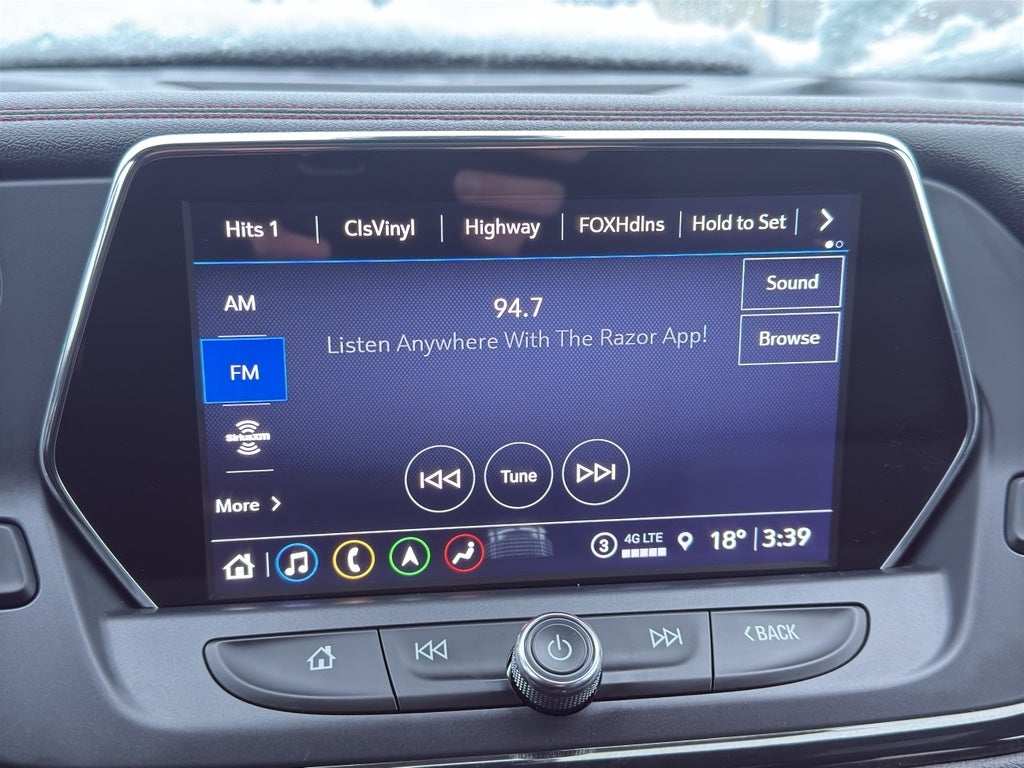 Hits 1 ClsVinyl Highway FOXHdlns Hold to Set
AM
94.7
Sound
Listen Anywhere With The Razor App!
Browse
FM
SiriusXM
More
Tune
3 4G LTE 18° 3:39
BACK